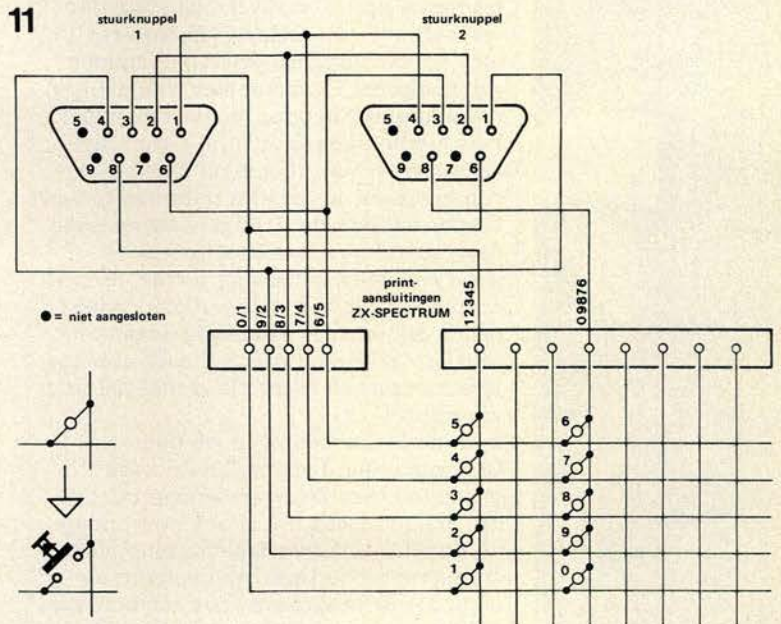 11
stuurknuppel
1
stuurknuppel
2
5 4 3 2 1
9 8 7 6
5 4 3 2 1
9 8 7 6
● = niet aangesloten
0/1
9/2
8/3
7/4
6/5
print-
aansluitingen
ZX-SPECTRUM
12345
09876
5 6
4 7
3 8
2 9
1 0